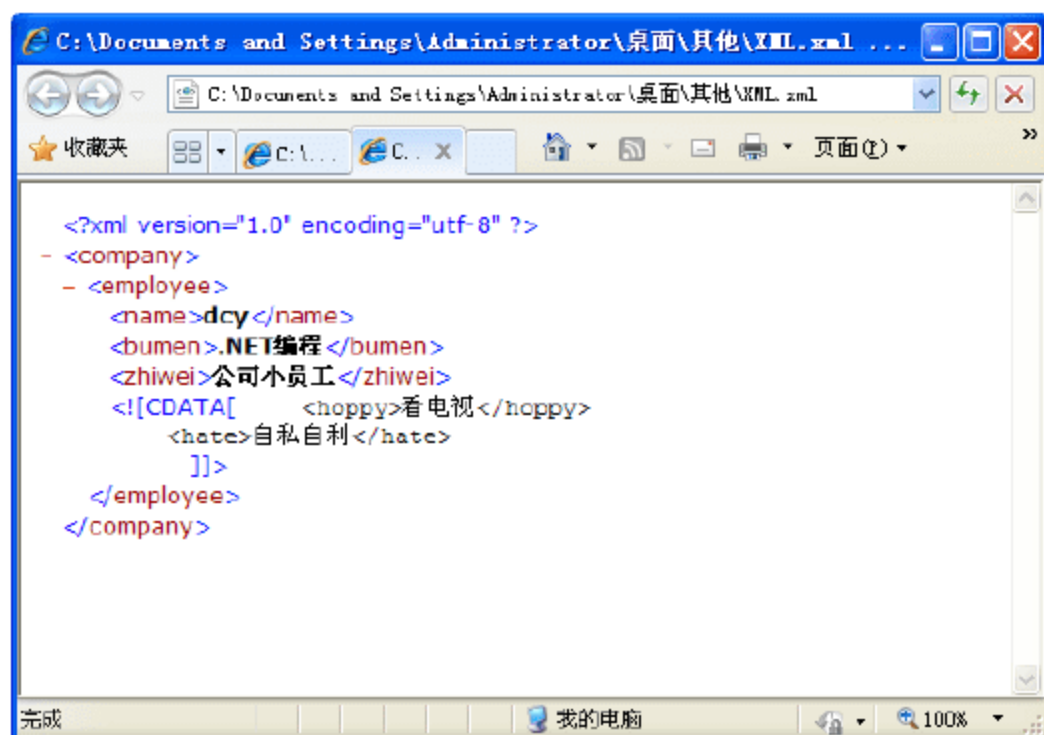 C:\Documents and Settings\Administrator\桌面\其他\XML.xml ...
C:\Documents and Settings\Administrator\桌面\其他\XML.xml
收藏夹 C:\... C.. 页面(P) »
<?xml version="1.0" encoding="utf-8" ?>
- <company>
- <employee>
<name>dcy</name>
<bumen>.NET编程</bumen>
<zhiwei>公司小员工</zhiwei>
<![CDATA[ <hoppy>看电视</hoppy>
<hate>自私自利</hate>
]]>
</employee>
</company>
完成 我的电脑 100%